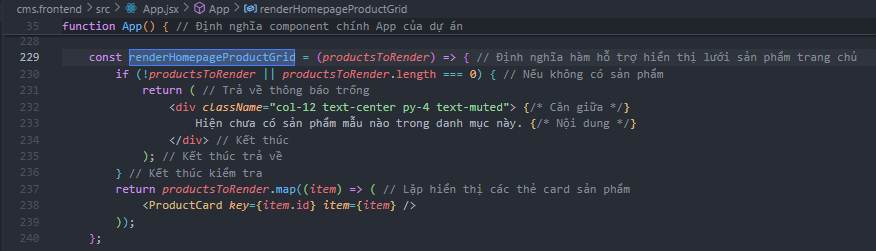 cms.frontend > src > App.jsx > App > renderHomepageProductGrid
35 function App() { // Định nghĩa component chính App của dự án
228
229 const renderHomepageProductGrid = (productsToRender) => { // Định nghĩa hàm hỗ trợ hiển thị lưới sản phẩm trang chủ
230 if (!productsToRender || productsToRender.length === 0) { // Nếu không có sản phẩm
231 return ( // Trả về thông báo trống
232 <div className="col-12 text-center py-4 text-muted"> {/* Căn giữa */}
233 Hiện chưa có sản phẩm mẫu nào trong danh mục này. {/* Nội dung */}
234 </div> // Kết thúc
235 ); // Kết thúc trả về
236 } // Kết thúc kiểm tra
237 return productsToRender.map((item) => ( // Lặp hiển thị các thẻ card sản phẩm
238 <ProductCard key={item.id} item={item} />
239 ));
240 };